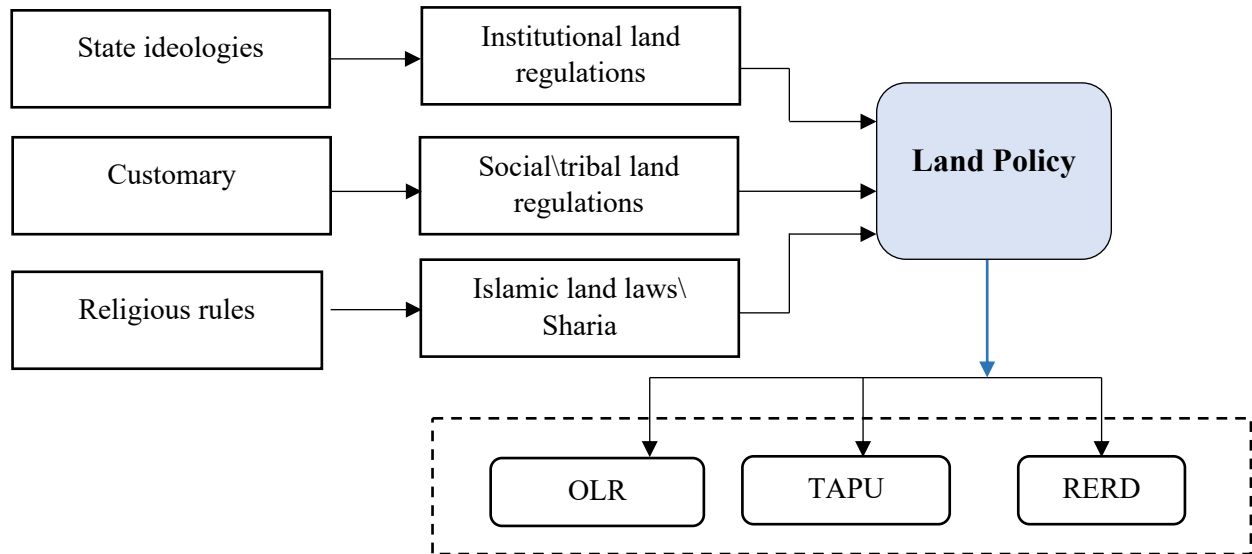 State ideologies
Institutional land
regulations
Customary
Social\tribal land
regulations
Religious rules
Islamic land laws\
Sharia
Land Policy
OLR
TAPU
RERD